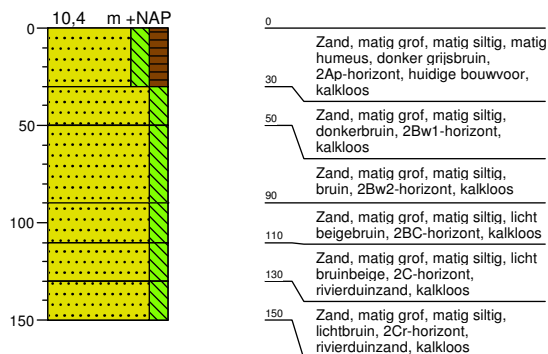 10,4 m +NAP
0
50
100
150
0
Zand, matig grof, matig siltig, matig
humeus, donker grijsbruin,
2Ap-horizont, huidige bouwvoor,
kalkloos
30
Zand, matig grof, matig siltig,
donkerbruin, 2Bw1-horizont,
kalkloos
50
Zand, matig grof, matig siltig,
bruin, 2Bw2-horizont, kalkloos
90
Zand, matig grof, matig siltig, licht
beigebruin, 2BC-horizont, kalkloos
110
Zand, matig grof, matig siltig, licht
bruinbeige, 2C-horizont,
rivierduinzand, kalkloos
130
Zand, matig grof, matig siltig,
lichtbruin, 2Cr-horizont,
rivierduinzand, kalkloos
150